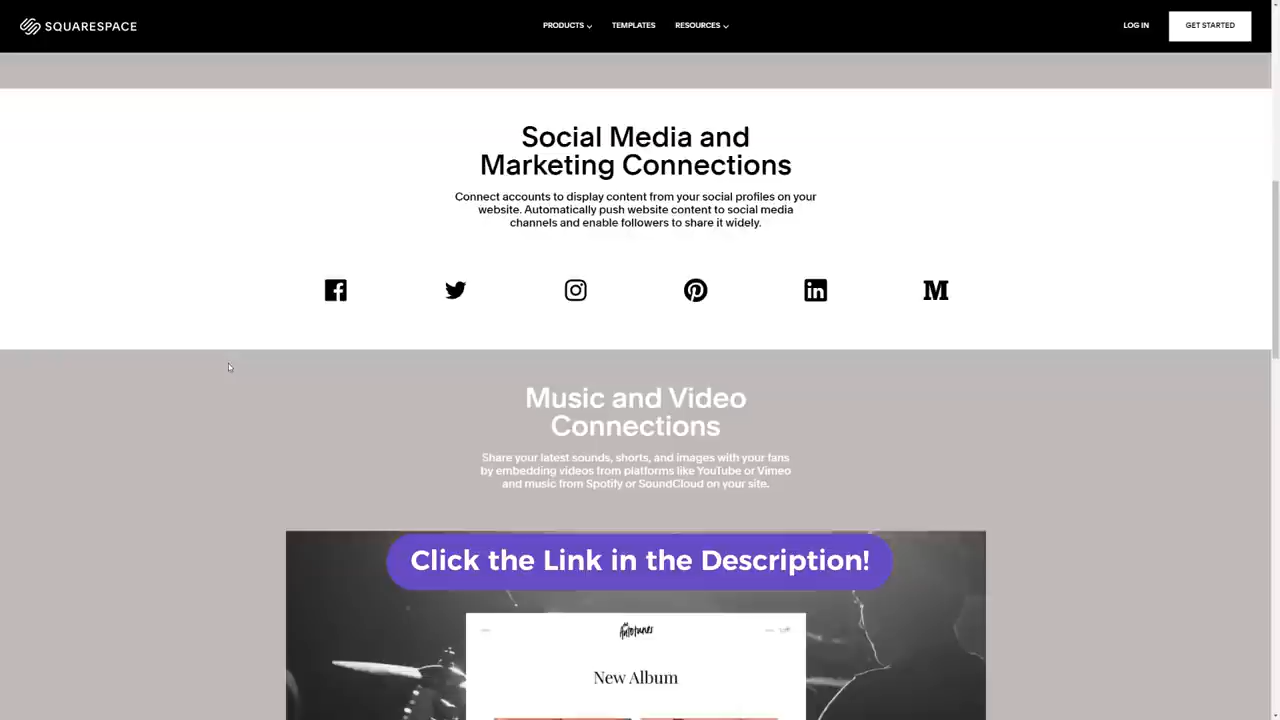 SQUARESPACE
PRODUCTS
TEMPLATES
RESOURCES
LOG IN
GET STARTED
Social Media and
Marketing Connections
Connect accounts to display content from your social profiles on your
website. Automatically push website content to social media
channels and enable followers to share it widely.
Music and Video
Connections
Share your latest sounds, shorts, and images with your fans
by embedding videos from platforms like YouTube or Vimeo
and music from Spotify or SoundCloud on your site.
Click the Link in the Description!
New Album